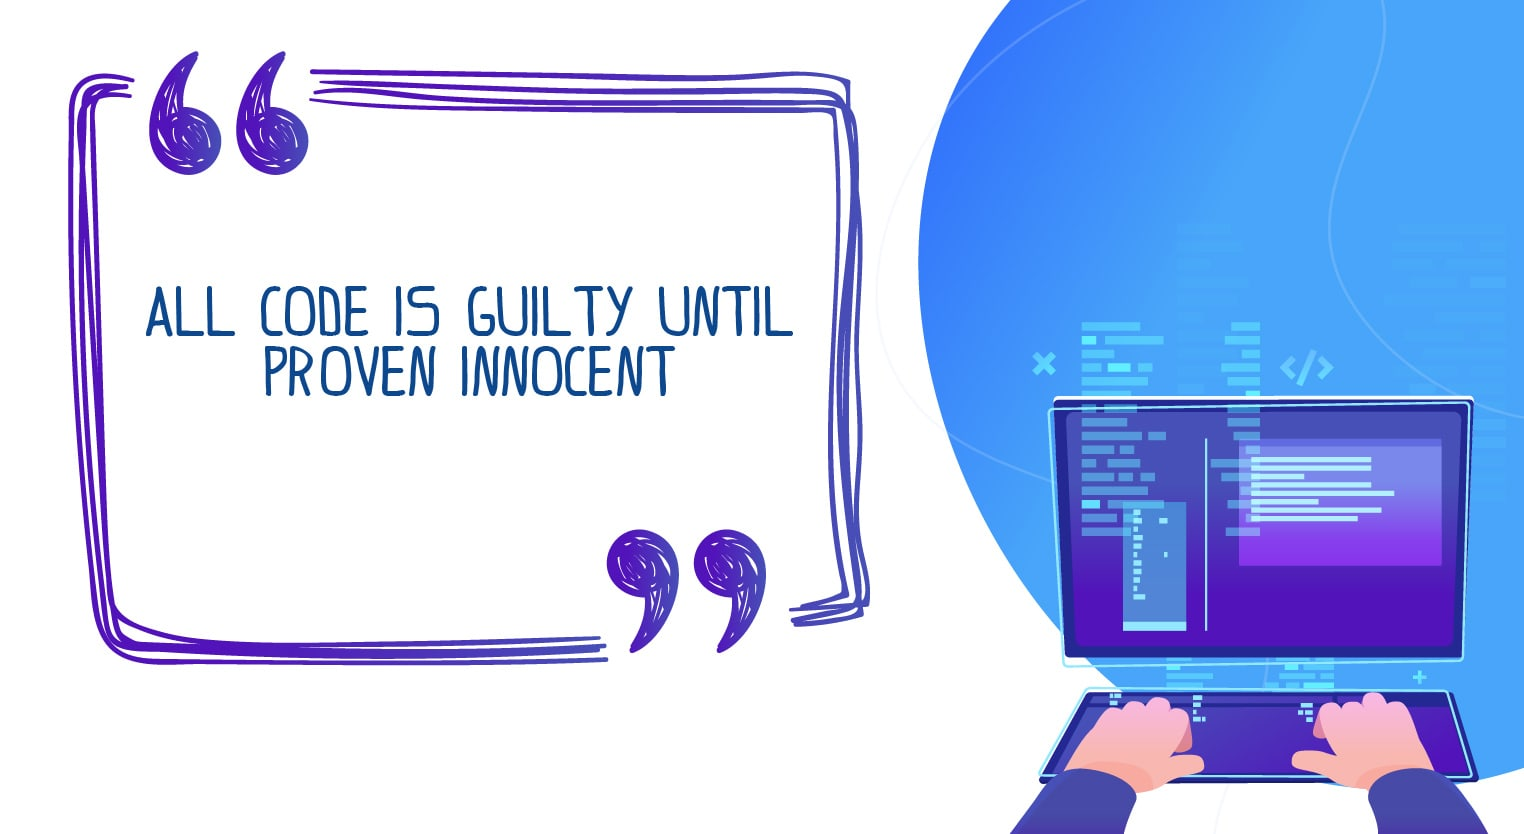 “
ALL CODE IS GUILTY UNTIL
PROVEN INNOCENT
”